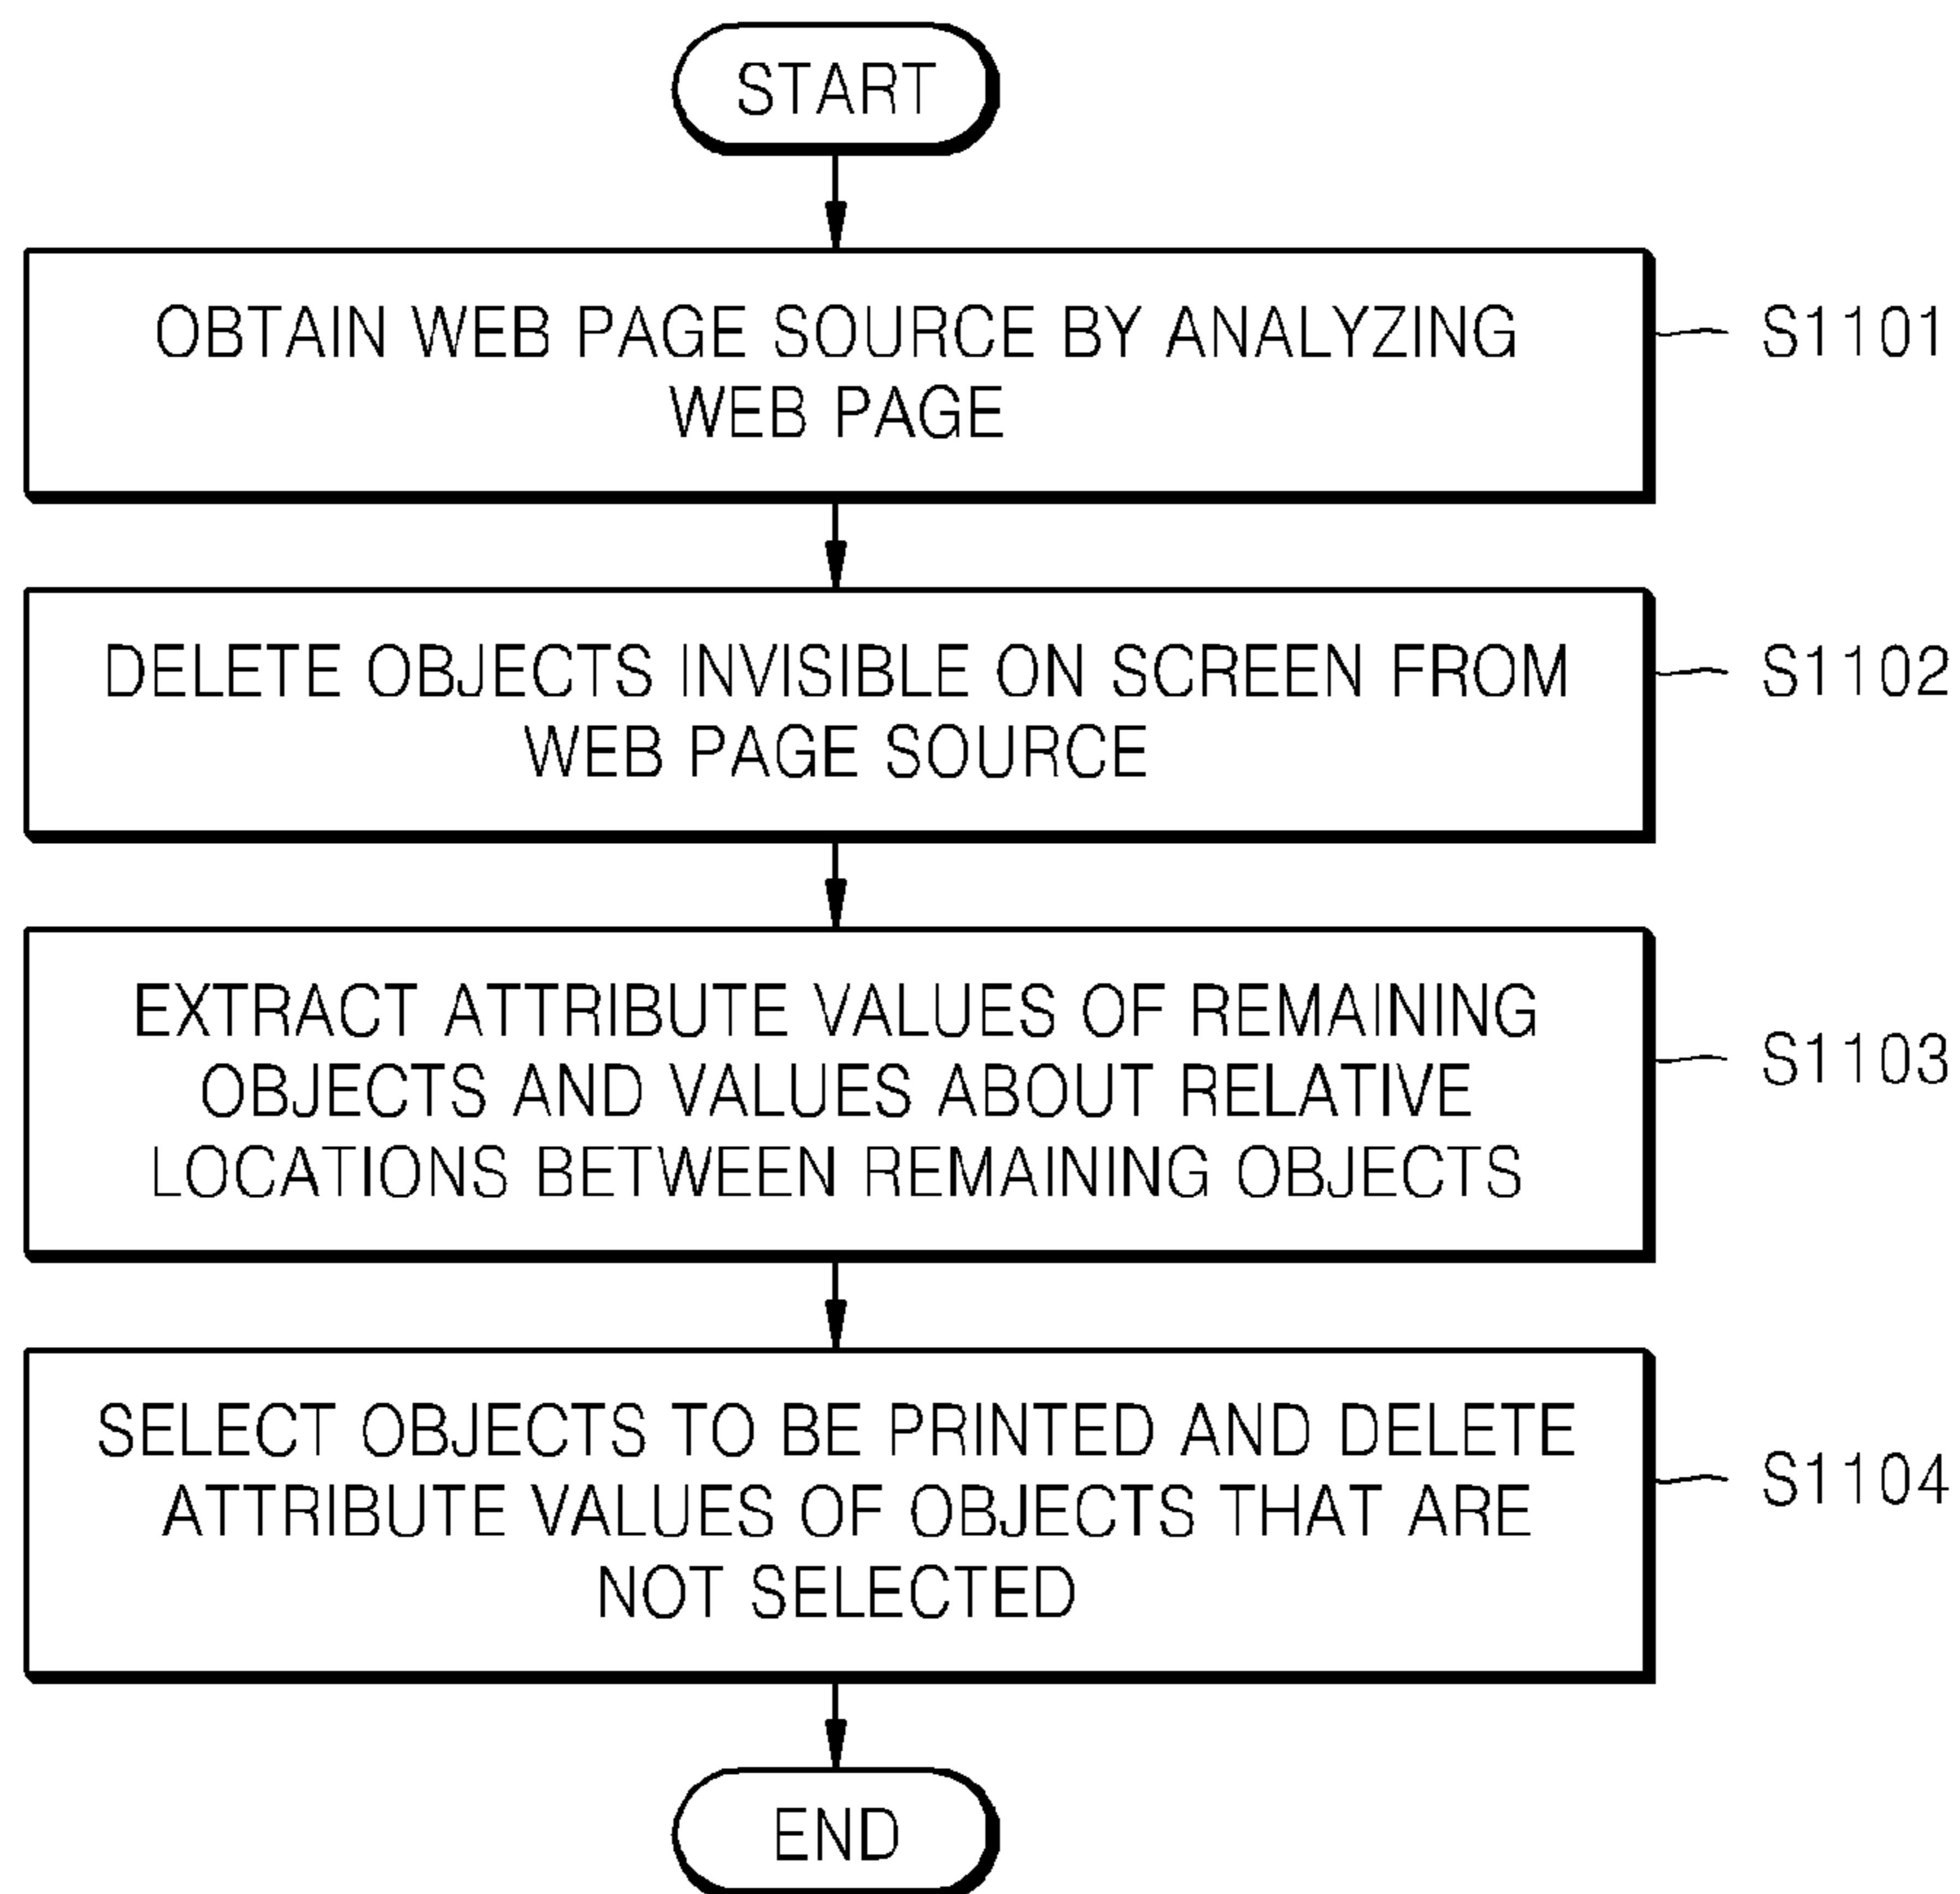 START
OBTAIN WEB PAGE SOURCE BY ANALYZING
WEB PAGE
S1101
DELETE OBJECTS INVISIBLE ON SCREEN FROM
WEB PAGE SOURCE
S1102
EXTRACT ATTRIBUTE VALUES OF REMAINING
OBJECTS AND VALUES ABOUT RELATIVE
LOCATIONS BETWEEN REMAINING OBJECTS
S1103
SELECT OBJECTS TO BE PRINTED AND DELETE
ATTRIBUTE VALUES OF OBJECTS THAT ARE
NOT SELECTED
S1104
END